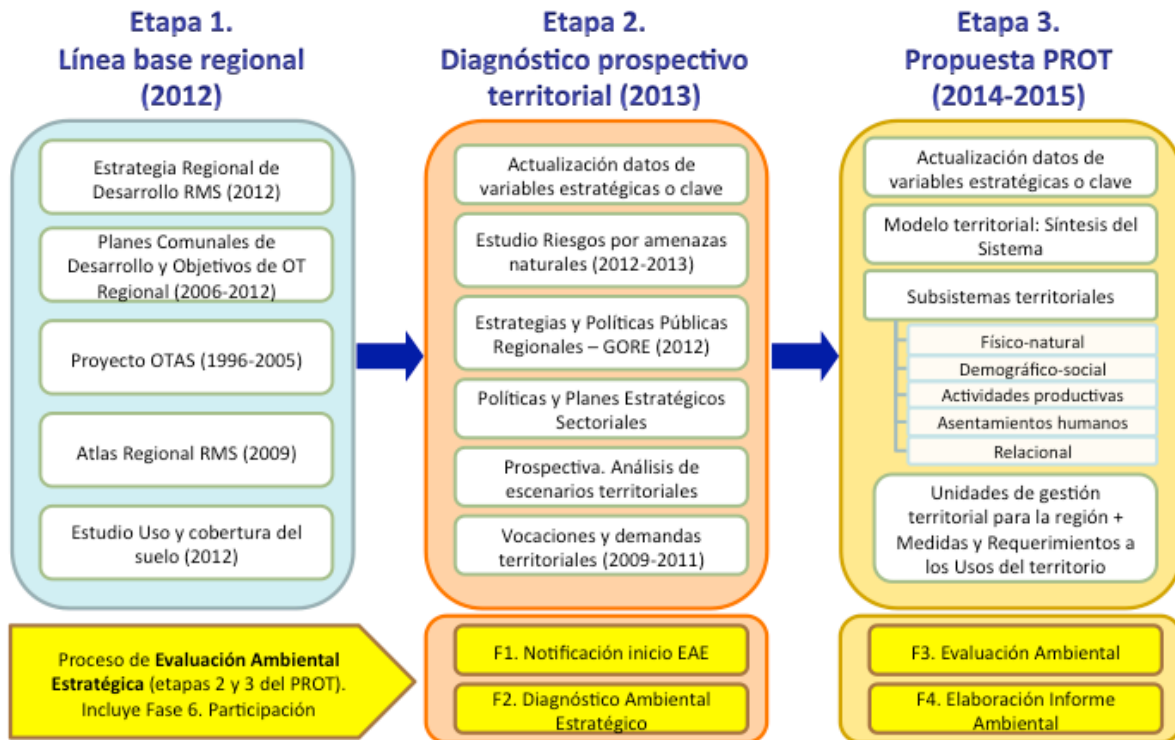 Etapa 1.
Línea base regional
(2012)
Estrategia Regional de
Desarrollo RMS (2012)
Planes Comunales de
Desarrollo y Objetivos de OT
Regional (2006-2012)
Proyecto OTAS (1996-2005)
Atlas Regional RMS (2009)
Estudio Uso y cobertura del
suelo (2012)
Proceso de Evaluación Ambiental
Estratégica (etapas 2 y 3 del PROT).
Incluye Fase 6. Participación
Etapa 2.
Diagnóstico prospectivo
territorial (2013)
Actualización datos de
variables estratégicas o clave
Estudio Riesgos por amenazas
naturales (2012-2013)
Estrategias y Políticas Públicas
Regionales – GORE (2012)
Políticas y Planes Estratégicos
Sectoriales
Prospectiva. Análisis de
escenarios territoriales
Vocaciones y demandas
territoriales (2009-2011)
F1. Notificación inicio EAE
F2. Diagnóstico Ambiental
Estratégico
Etapa 3.
Propuesta PROT
(2014-2015)
Actualización datos de
variables estratégicas o clave
Modelo territorial: Síntesis del
Sistema
Subsistemas territoriales
Físico-natural
Demográfico-social
Actividades productivas
Asentamientos humanos
Relacional
Unidades de gestión
territorial para la región +
Medidas y Requerimientos a
los Usos del territorio
F3. Evaluación Ambiental
F4. Elaboración Informe
Ambiental